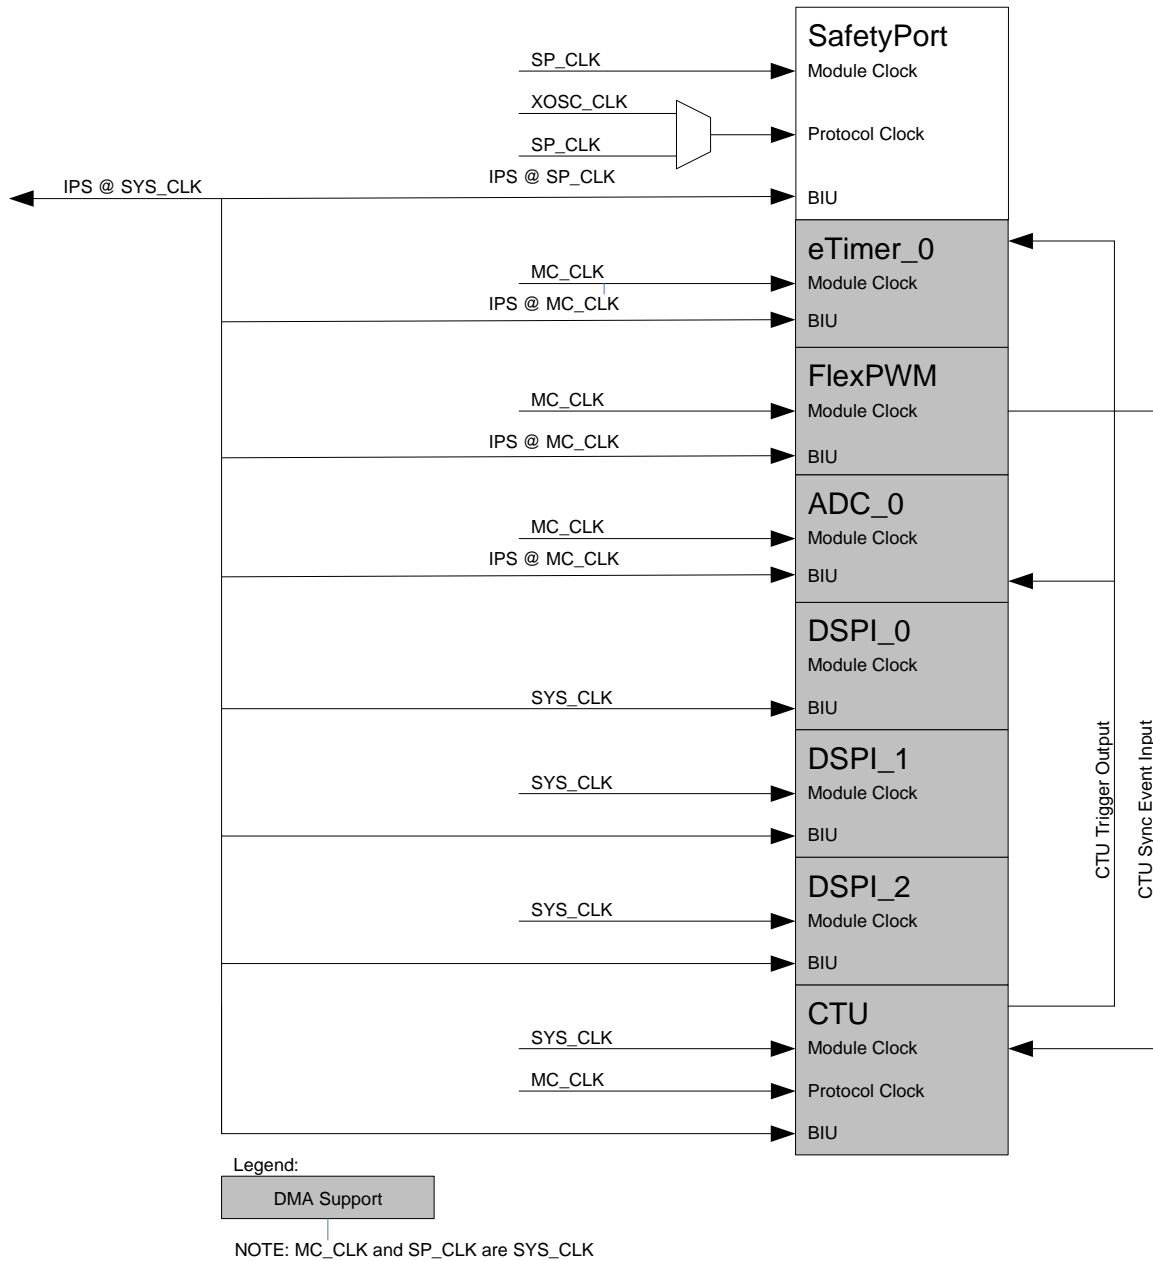 SafetyPort
SP_CLK
Module Clock
XOSC_CLK
Protocol Clock
SP_CLK
IPS @ SYS_CLK
IPS @ SP_CLK
BIU
eTimer_0
MC_CLK
Module Clock
IPS @ MC_CLK
BIU
FlexPWM
MC_CLK
Module Clock
IPS @ MC_CLK
BIU
ADC_0
MC_CLK
Module Clock
IPS @ MC_CLK
BIU
DSPI_0
Module Clock
SYS_CLK
BIU
DSPI_1
SYS_CLK
Module Clock
BIU
DSPI_2
SYS_CLK
Module Clock
BIU
CTU
SYS_CLK
Module Clock
MC_CLK
Protocol Clock
BIU
CTU Trigger Output
CTU Sync Event Input
Legend:
DMA Support
NOTE: MC_CLK and SP_CLK are SYS_CLK